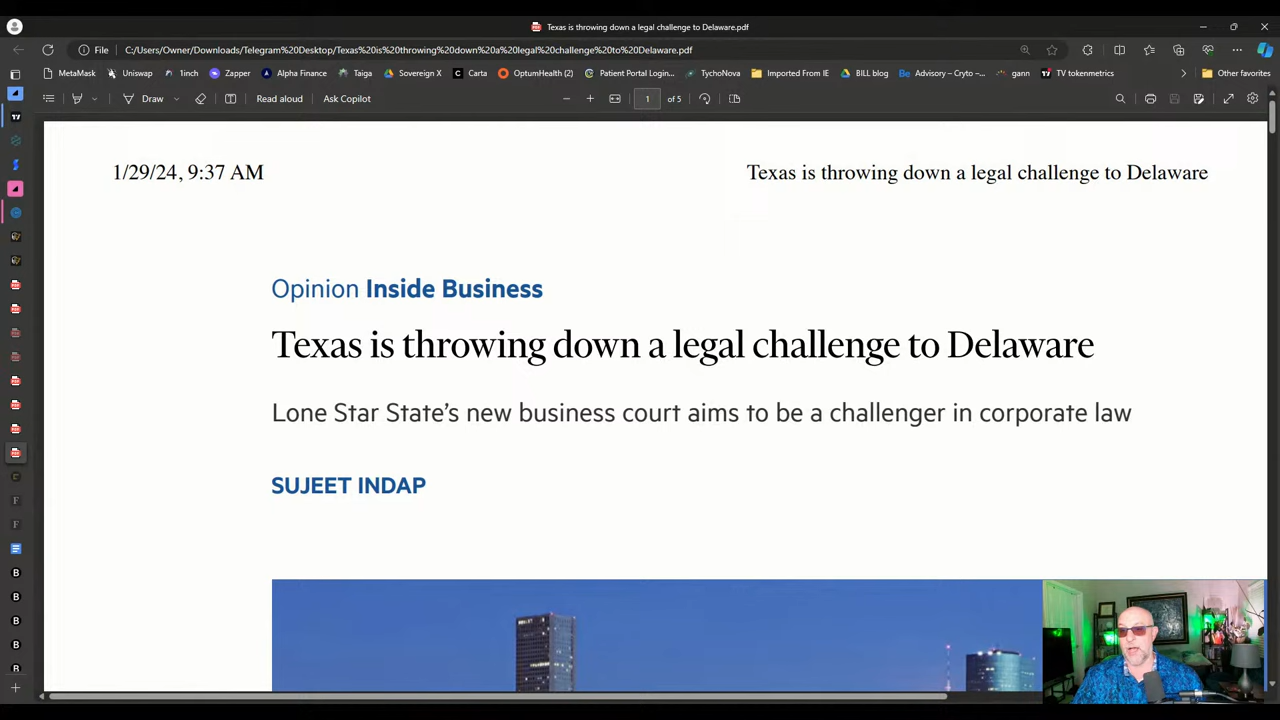 Texas is throwing down a legal challenge to Delaware.pdf
File C:/Users/Owner/Downloads/Telegram%20Desktop/Texas%20is%20throwing%20down%20a%20legal%20challenge%20to%20Delaware.pdf
MetaMask Uniswap 1inch Zapper Alpha Finance Taiga Sovereign X Carta OptumHealth (2) Patient Portal Login... TychoNova Imported From IE BILL blog Advisory – Cryto –... gann TV tokenmetrics Other favorites
Draw Read aloud Ask Copilot 1 of 5
1/29/24, 9:37 AM Texas is throwing down a legal challenge to Delaware
Opinion Inside Business
Texas is throwing down a legal challenge to Delaware
Lone Star State's new business court aims to be a challenger in corporate law
SUJEET INDAP